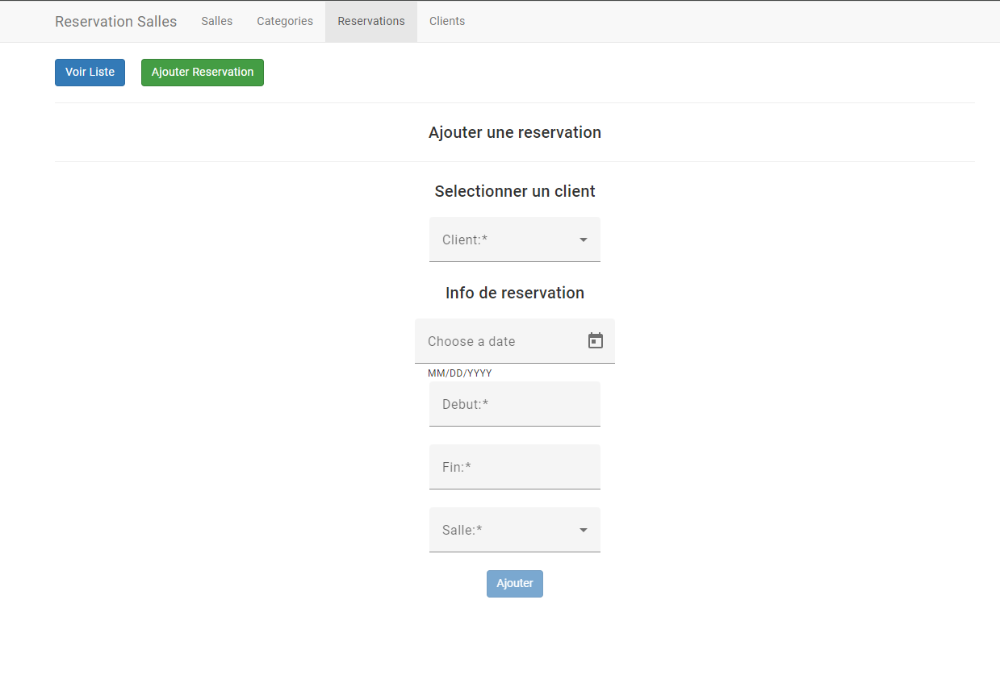 Reservation Salles Salles Categories Reservations Clients
Voir Liste Ajouter Reservation
Ajouter une reservation
Selectionner un client
Client:*
Info de reservation
Choose a date
MM/DD/YYYY
Debut:*
Fin:*
Salle:*
Ajouter